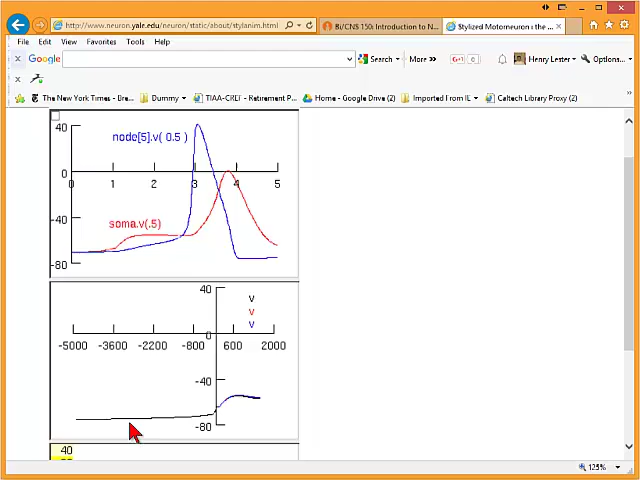 http://www.neuron.yale.edu/neuron/static/about/stylanim.html
Bi/CNS 150: Introduction to N...
Stylized Motorneuron : the ...
File Edit View Favorites Tools Help
x Google Search More >> Henry Lester Options...
x
The New York Times - Bre... Dummy TIAA-CREF - Retirement P... Home - Google Drive (2) Imported From IE Caltech Library Proxy (2)
40
node[5].v( 0.5 )
0
0 1 2 3 4 5
-40
soma.v(.5)
-80
40
v
v
v
0
-5000 -3600 -2200 -800 600 2000
-40
-80
40
125%